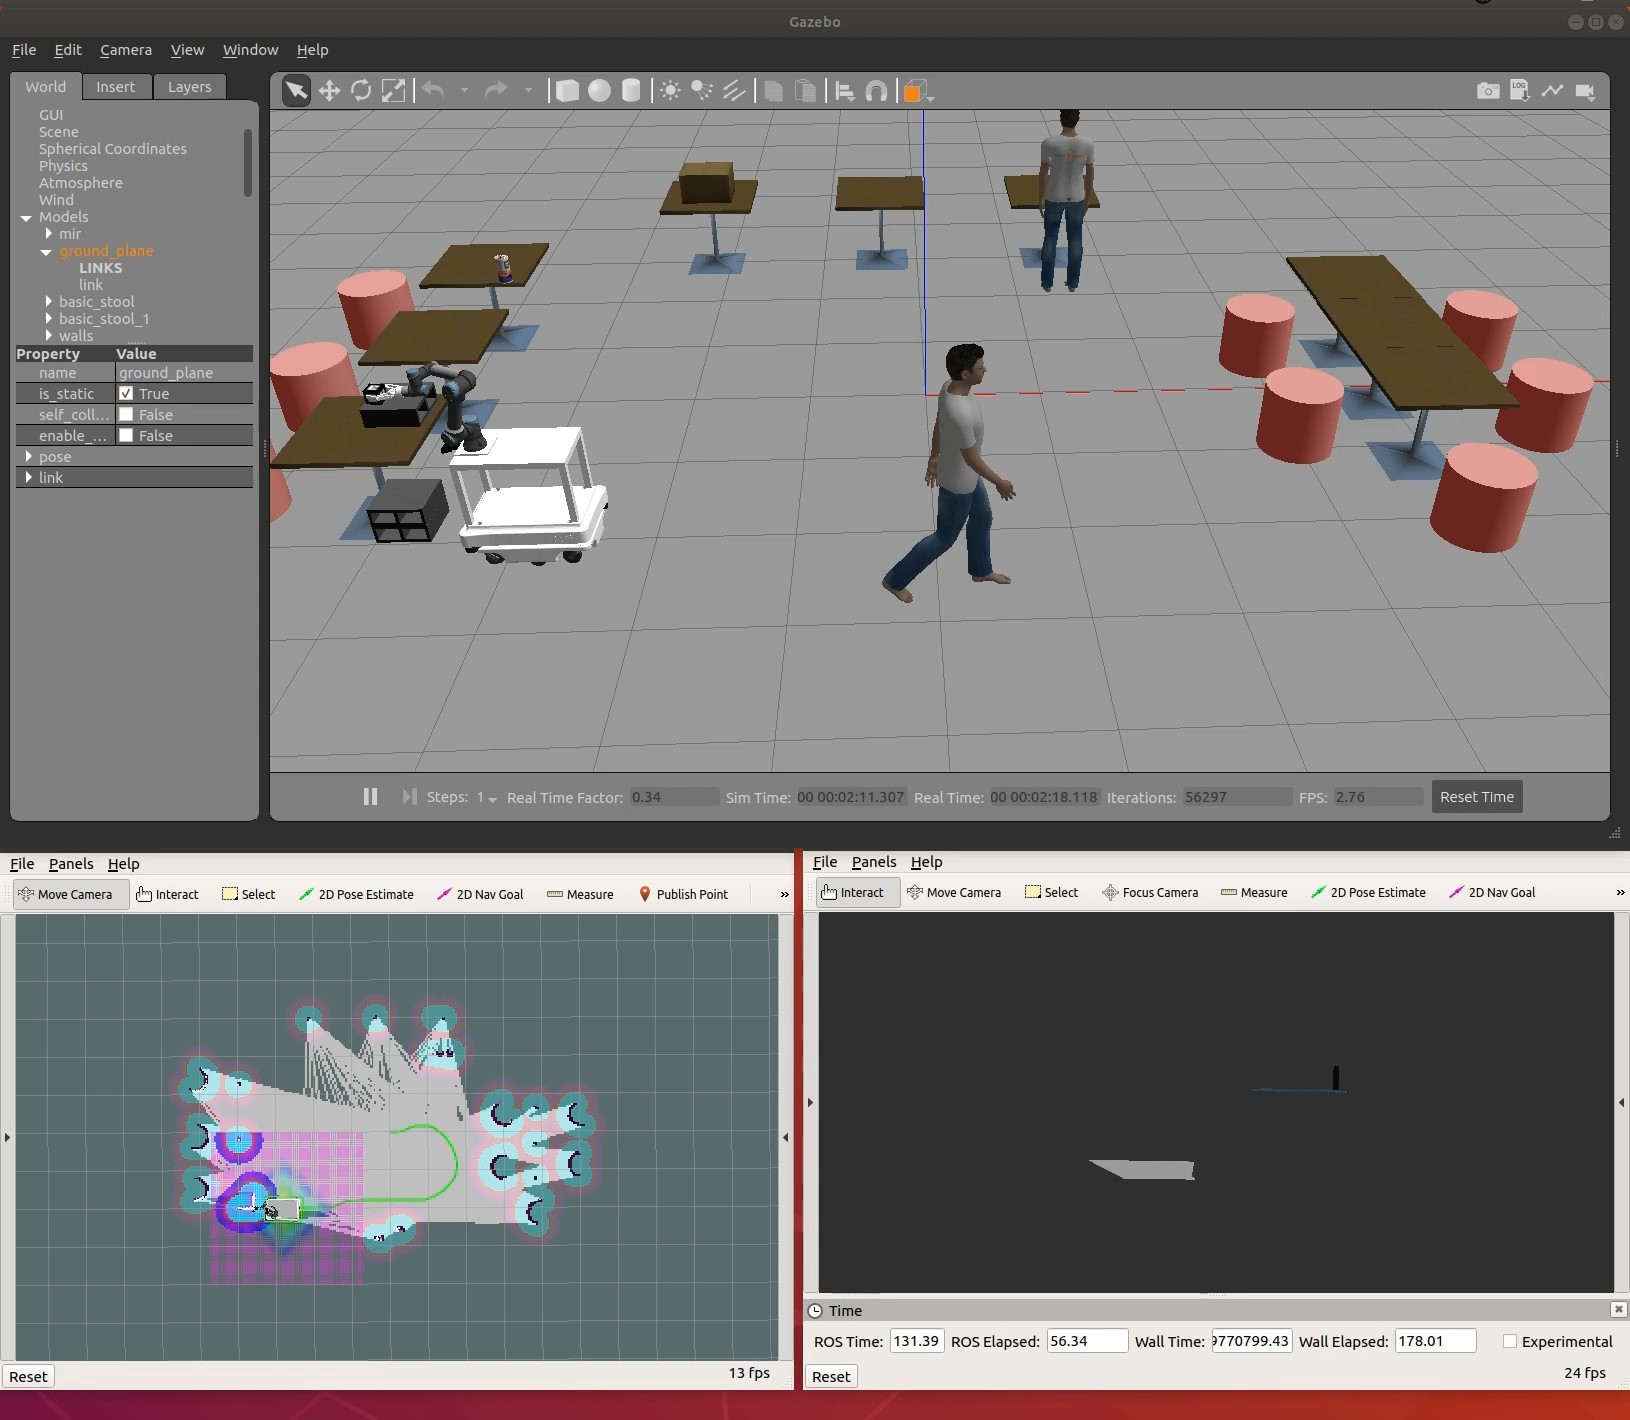 Gazebo
File Edit Camera View Window Help
World Insert Layers
GUI
Scene
Spherical Coordinates
Physics
Atmosphere
Wind
Models
mir
ground_plane
LINKS
link
basic_stool
basic_stool_1
walls
Property Value
name ground_plane
is_static True
self_coll... False
enable_... False
pose
link
LOG
Steps: 1 Real Time Factor: 0.34 Sim Time: 00 00:02:11.307 Real Time: 00 00:02:18.118 Iterations: 56297 FPS: 2.76 Reset Time
File Panels Help
Move Camera Interact Select 2D Pose Estimate 2D Nav Goal Measure Publish Point »
Reset 13 fps
File Panels Help
Interact Move Camera Select Focus Camera Measure 2D Pose Estimate 2D Nav Goal »
Time
ROS Time: 131.39 ROS Elapsed: 56.34 Wall Time: 9770799.43 Wall Elapsed: 178.01 Experimental
Reset 24 fps